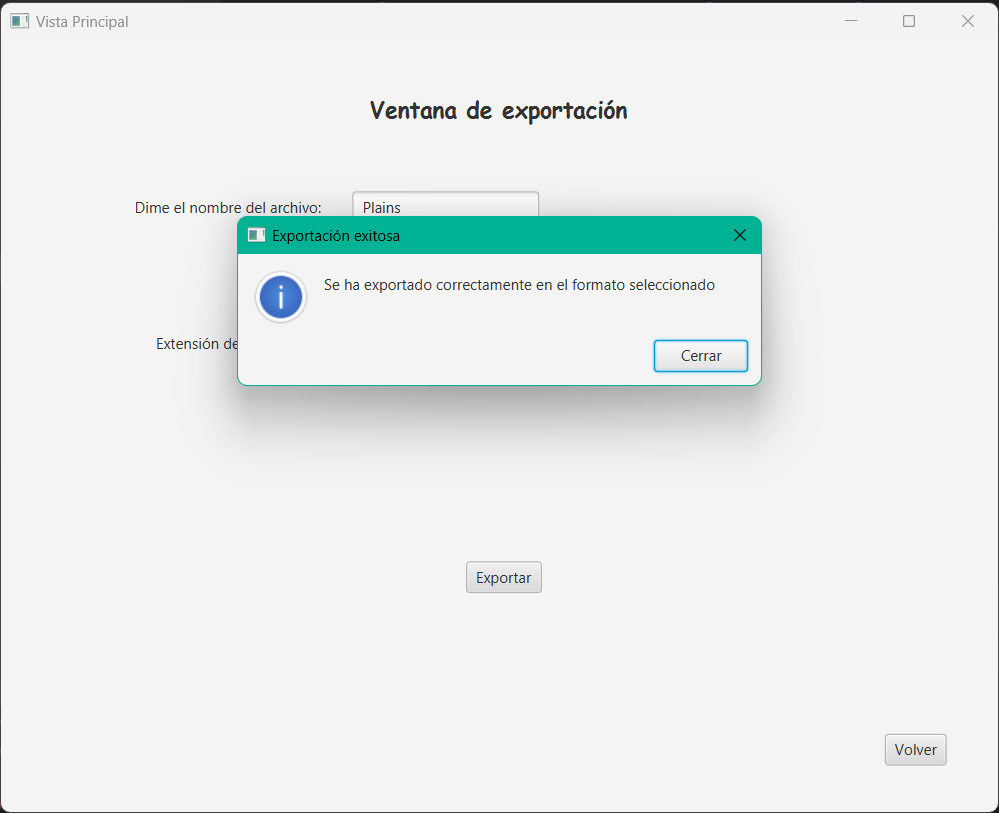 Vista Principal
Ventana de exportación
Dime el nombre del archivo:
Plains
Exportación exitosa
Se ha exportado correctamente en el formato seleccionado
Cerrar
Extensión de
Exportar
Volver